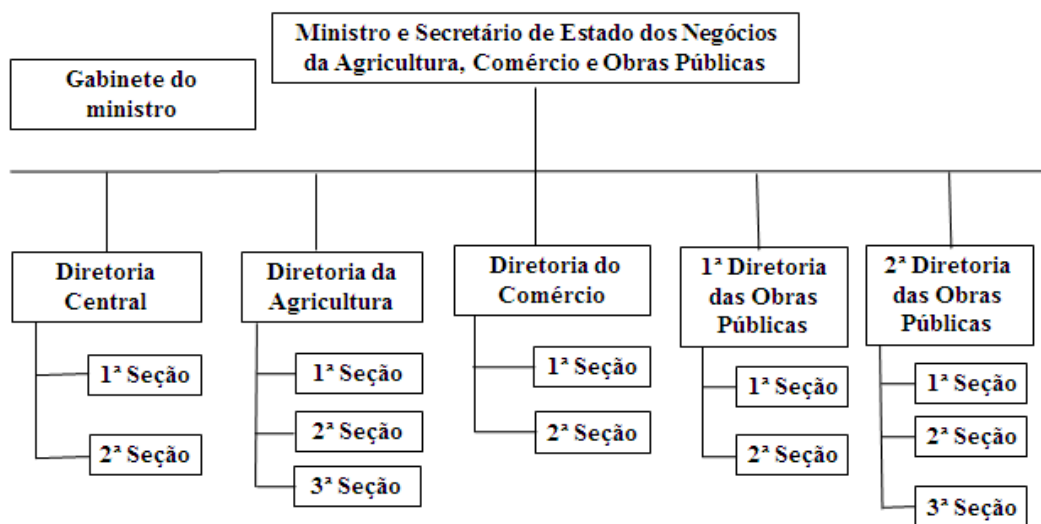 Ministro e Secretário de Estado dos Negócios
da Agricultura, Comércio e Obras Públicas
Gabinete do
ministro
Diretoria
Central
1ª Seção
2ª Seção
Diretoria da
Agricultura
1ª Seção
2ª Seção
3ª Seção
Diretoria do
Comércio
1ª Seção
2ª Seção
1ª Diretoria
das Obras
Públicas
1ª Seção
2ª Seção
2ª Diretoria
das Obras
Públicas
1ª Seção
2ª Seção
3ª Seção